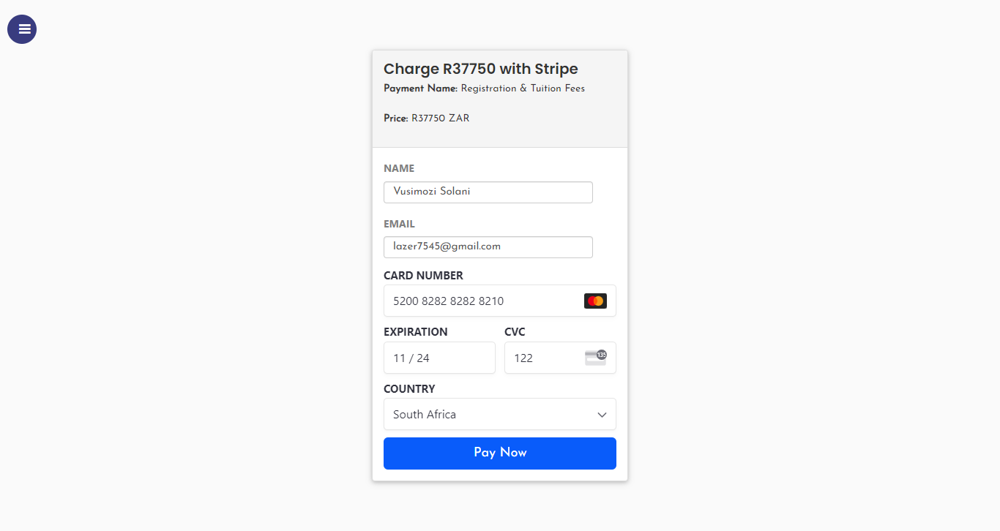 Charge R37750 with Stripe
Payment Name: Registration & Tuition Fees
Price: R37750 ZAR
NAME
Vusimozi Solani
EMAIL
lazer7545@gmail.com
CARD NUMBER
5200 8282 8282 8210
EXPIRATION CVC
11 / 24 122 135
COUNTRY
South Africa
Pay Now